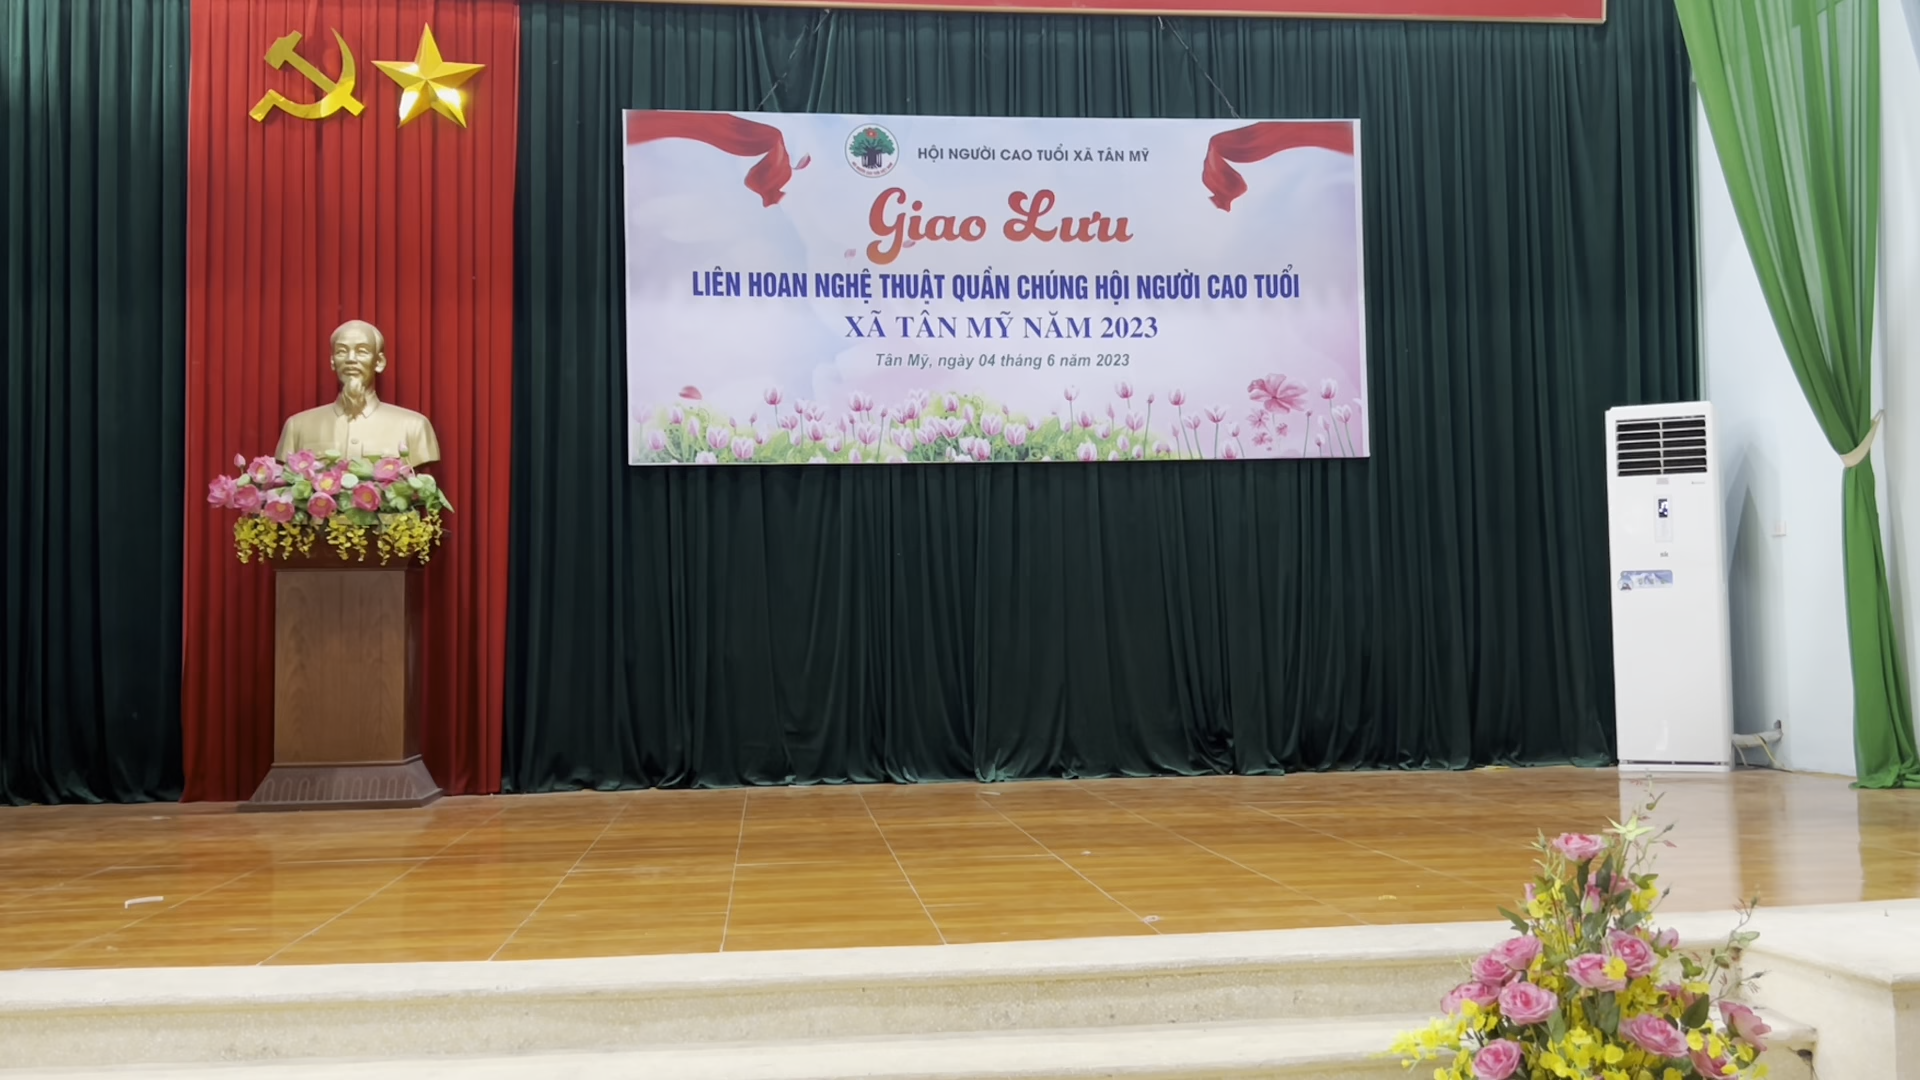 HỘI NGƯỜI CAO TUỔI XÃ TÂN MỸ
Giao Lưu
LIÊN HOAN NGHỆ THUẬT QUẦN CHÚNG HỘI NGƯỜI CAO TUỔI
XÃ TÂN MỸ NĂM 2023
Tân Mỹ, ngày 04 tháng 6 năm 2023